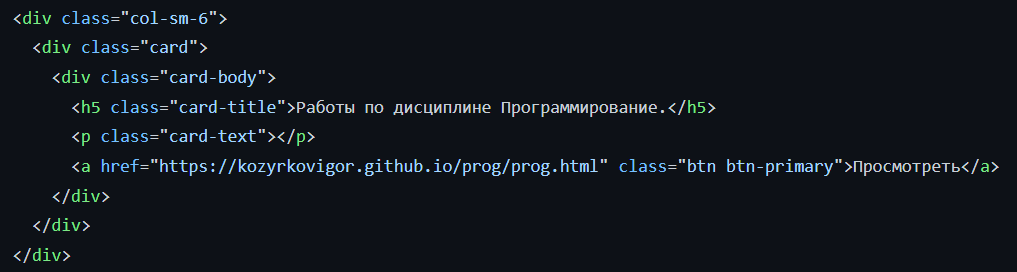 <div class="col-sm-6">
  <div class="card">
    <div class="card-body">
      <h5 class="card-title">Работы по дисциплине Программирование.</h5>
      <p class="card-text"></p>
      <a href="https://kozyrkovigor.github.io/prog/prog.html" class="btn btn-primary">Просмотреть</a>
    </div>
  </div>
</div>